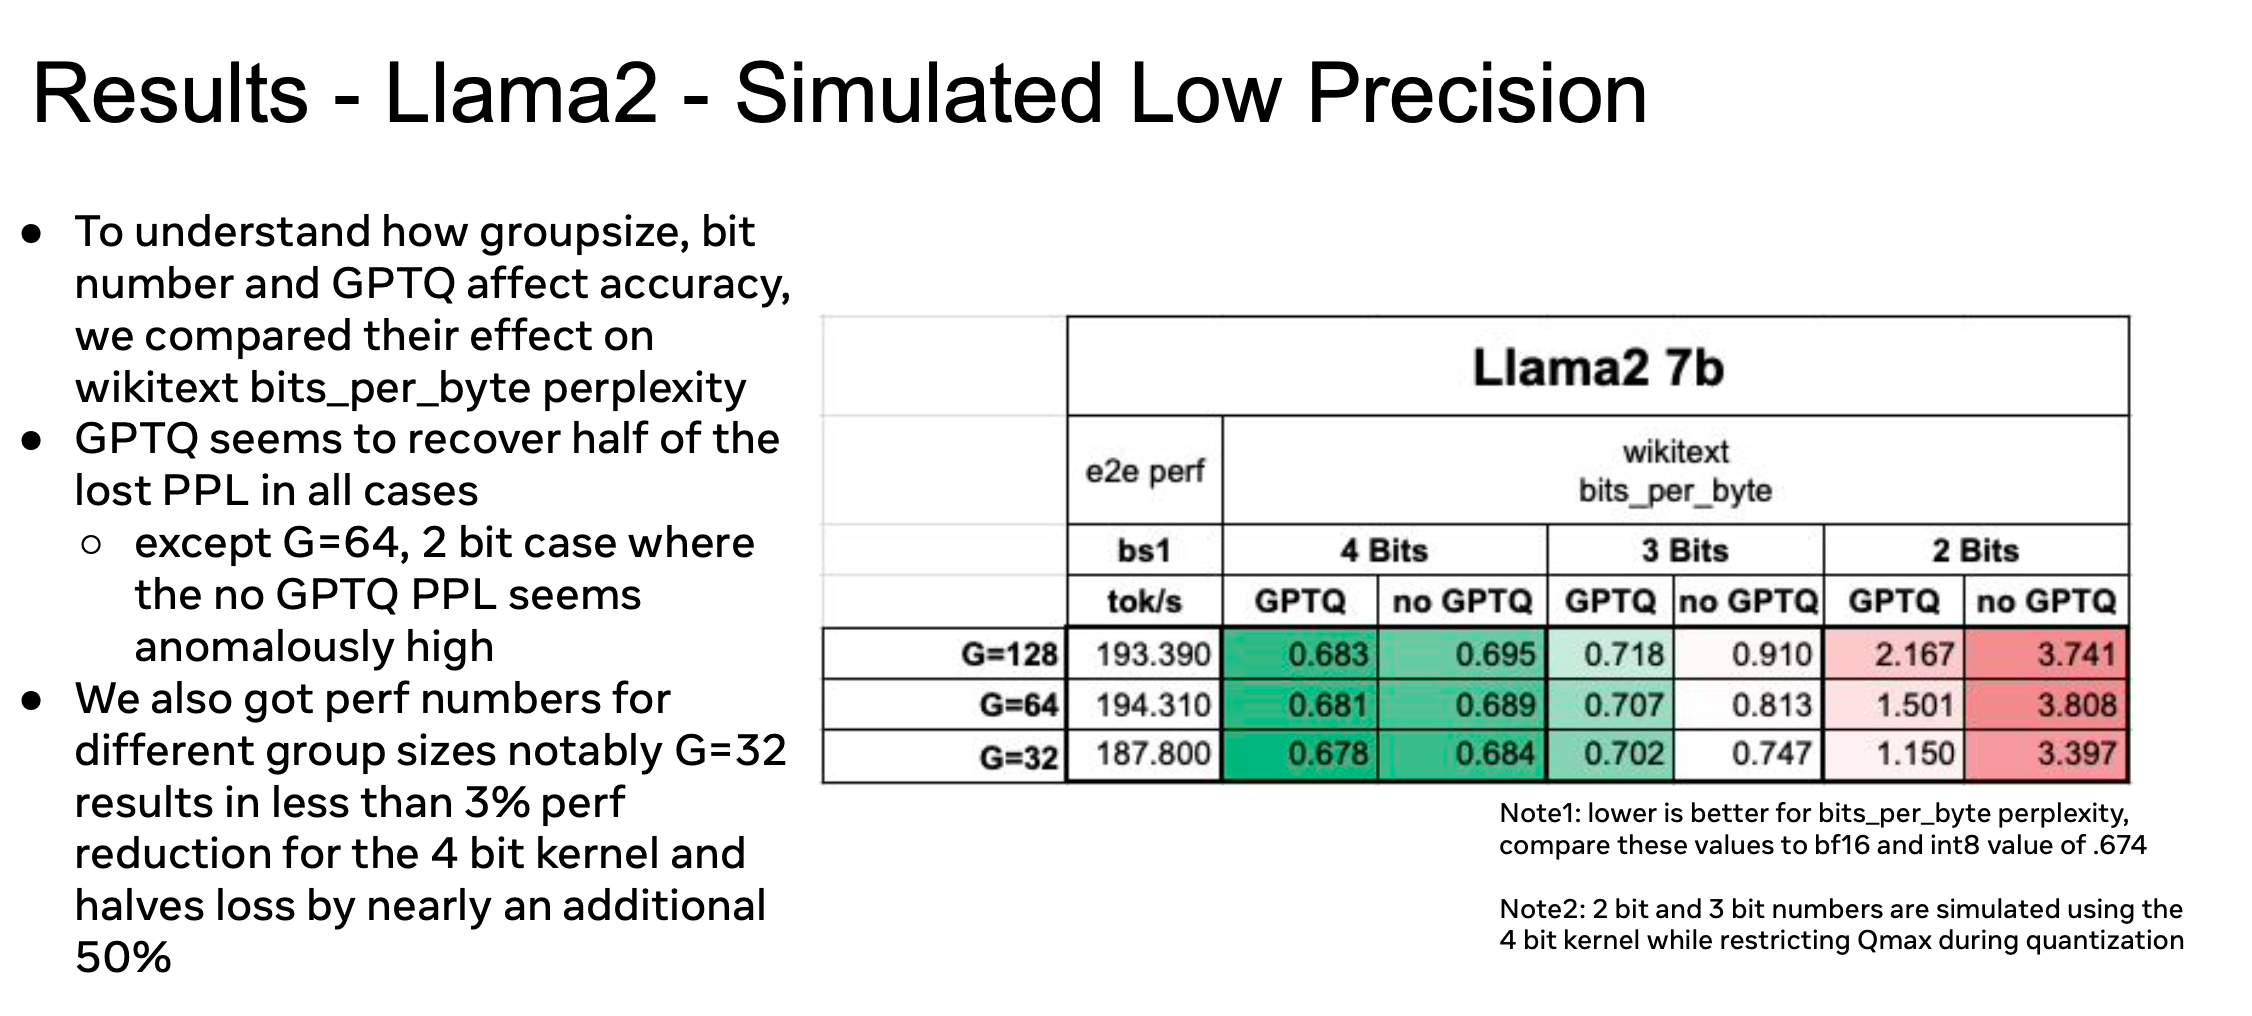 Results - Llama2 - Simulated Low Precision
● To understand how groupsize, bit
number and GPTQ affect accuracy,
we compared their effect on
wikitext bits_per_byte perplexity
● GPTQ seems to recover half of the
lost PPL in all cases
○ except G=64, 2 bit case where
the no GPTQ PPL seems
anomalously high
● We also got perf numbers for
different group sizes notably G=32
results in less than 3% perf
reduction for the 4 bit kernel and
halves loss by nearly an additional
50%
Llama2 7b
e2e perf
wikitext
bits_per_byte
bs1 4 Bits 3 Bits 2 Bits
tok/s GPTQ no GPTQ GPTQ no GPTQ GPTQ no GPTQ
G=128 193.390 0.683 0.695 0.718 0.910 2.167 3.741
G=64 194.310 0.681 0.689 0.707 0.813 1.501 3.808
G=32 187.800 0.678 0.684 0.702 0.747 1.150 3.397
Note1: lower is better for bits_per_byte perplexity,
compare these values to bf16 and int8 value of .674
Note2: 2 bit and 3 bit numbers are simulated using the
4 bit kernel while restricting Qmax during quantization